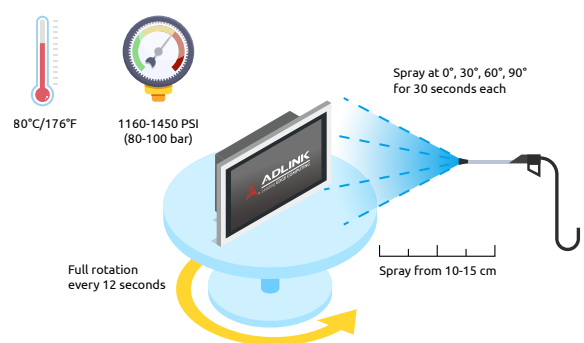 80°C/176°F
1160-1450 PSI
(80-100 bar)
Spray at 0°, 30°, 60°, 90°
for 30 seconds each
ADLINK
Full rotation
every 12 seconds
Spray from 10-15 cm